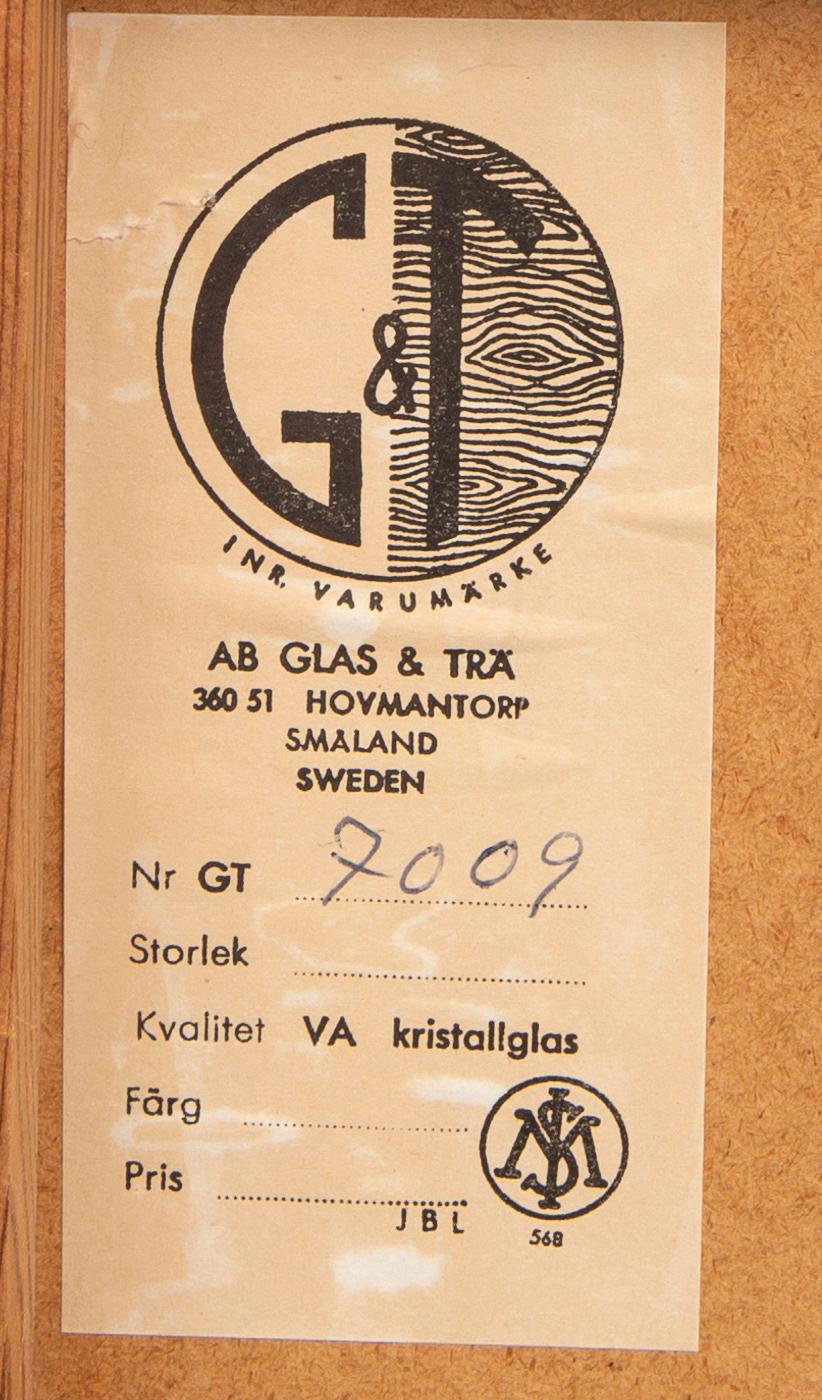 G & T
INR. VARUMÄRKE
AB GLAS & TRÄ
360 51 HOVMANTORP
SMÅLAND
SWEDEN
Nr GT 7009
Storlek
Kvalitet VA kristallglas
Färg
Pris
J B L
568